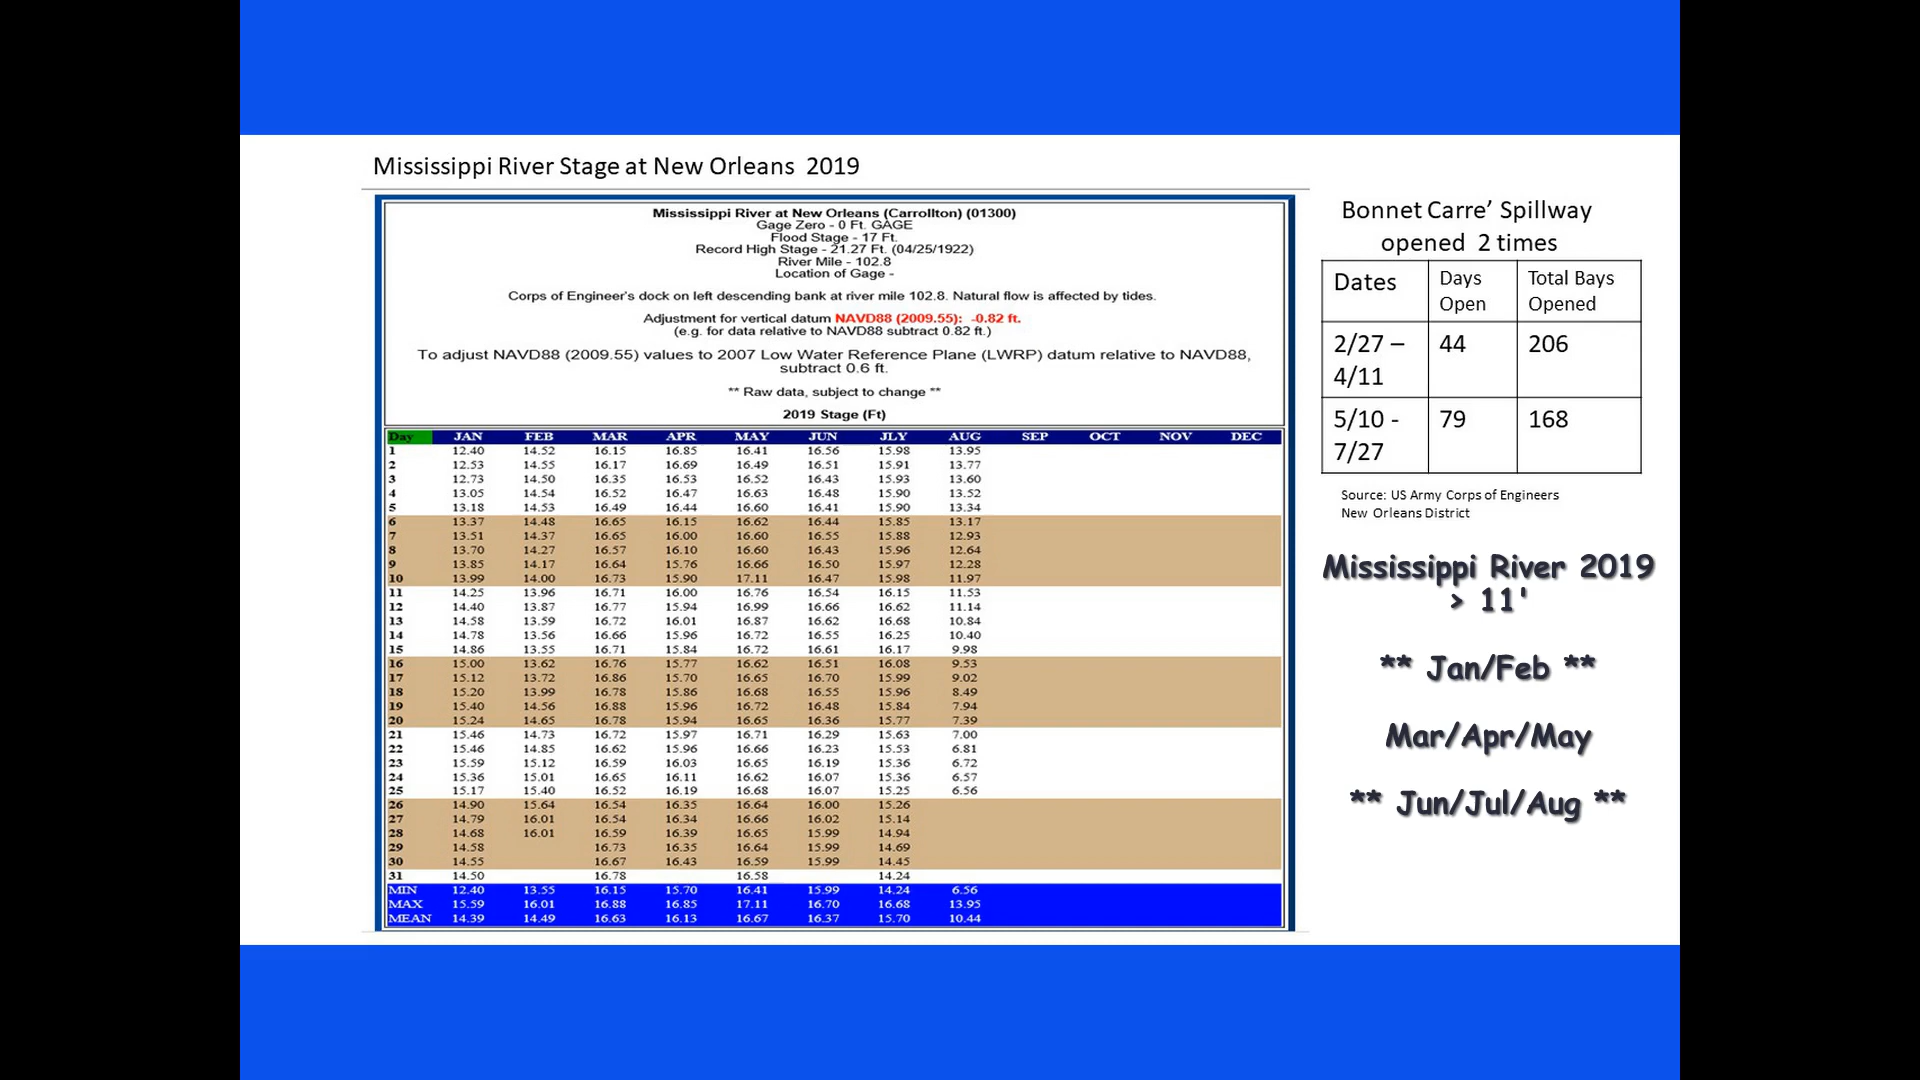 Mississippi River Stage at New Orleans 2019
Mississippi River at New Orleans (Carrollton) (01300)
Gage Zero - 0 Ft. GAGE
Flood Stage - 17 Ft.
Record High Stage - 21.27 Ft. (04/25/1922)
River Mile - 102.8
Location of Gage -
Corps of Engineer's dock on left descending bank at river mile 102.8. Natural flow is affected by tides.
Adjustment for vertical datum NAVD88 (2009.55): -0.82 ft.
(e.g. for data relative to NAVD88 subtract 0.82 ft.)
To adjust NAVD88 (2009.55) values to 2007 Low Water Reference Plane (LWRP) datum relative to NAVD88,
subtract 0.6 ft.
** Raw data, subject to change **
2019 Stage (Ft)
Day JAN FEB MAR APR MAY JUN JLY AUG SEP OCT NOV DEC
1 12.40 14.52 16.15 16.85 16.41 16.56 15.98 13.95
2 12.53 14.55 16.17 16.69 16.49 16.51 15.91 13.77
3 12.73 14.50 16.35 16.53 16.52 16.43 15.93 13.60
4 13.05 14.54 16.52 16.47 16.63 16.48 15.90 13.52
5 13.18 14.53 16.49 16.44 16.60 16.41 15.90 13.34
6 13.37 14.48 16.65 16.15 16.62 16.44 15.85 13.17
7 13.51 14.37 16.65 16.00 16.60 16.55 15.88 12.93
8 13.70 14.27 16.57 16.10 16.60 16.43 15.96 12.64
9 13.85 14.17 16.64 15.76 16.66 16.50 15.97 12.28
10 13.99 14.00 16.73 15.90 17.11 16.47 15.98 11.97
11 14.25 13.96 16.71 16.00 16.76 16.54 16.15 11.53
12 14.40 13.87 16.77 15.94 16.99 16.66 16.62 11.14
13 14.58 13.59 16.72 16.01 16.87 16.62 16.68 10.84
14 14.78 13.56 16.66 15.96 16.72 16.55 16.25 10.40
15 14.86 13.55 16.71 15.84 16.72 16.61 16.17 9.98
16 15.00 13.62 16.76 15.77 16.62 16.51 16.08 9.53
17 15.12 13.72 16.86 15.70 16.65 16.70 15.99 9.02
18 15.20 13.99 16.78 15.86 16.68 16.55 15.96 8.49
19 15.40 14.56 16.88 15.96 16.72 16.48 15.84 7.94
20 15.24 14.65 16.78 15.94 16.65 16.36 15.77 7.39
21 15.46 14.73 16.72 15.97 16.71 16.29 15.63 7.00
22 15.46 14.85 16.62 15.96 16.66 16.23 15.53 6.81
23 15.59 15.12 16.59 16.03 16.65 16.19 15.36 6.72
24 15.36 15.01 16.65 16.11 16.62 16.07 15.36 6.57
25 15.17 15.40 16.52 16.19 16.68 16.07 15.25 6.56
26 14.90 15.64 16.54 16.35 16.64 16.00 15.26
27 14.79 16.01 16.54 16.34 16.66 16.02 15.14
28 14.68 16.01 16.59 16.39 16.65 15.99 14.94
29 14.58 16.73 16.35 16.64 15.99 14.69
30 14.55 16.67 16.43 16.59 15.99 14.45
31 14.50 16.78 16.58 14.24
MIN 12.40 13.55 16.15 15.70 16.41 15.99 14.24 6.56
MAX 15.59 16.01 16.88 16.85 17.11 16.70 16.68 13.95
MEAN 14.39 14.49 16.63 16.13 16.67 16.37 15.70 10.44
Bonnet Carre’ Spillway
opened 2 times
Dates Days Open Total Bays Opened
2/27 – 4/11 44 206
5/10 - 7/27 79 168
Source: US Army Corps of Engineers
New Orleans District
Mississippi River 2019
> 11'
** Jan/Feb **
Mar/Apr/May
** Jun/Jul/Aug **